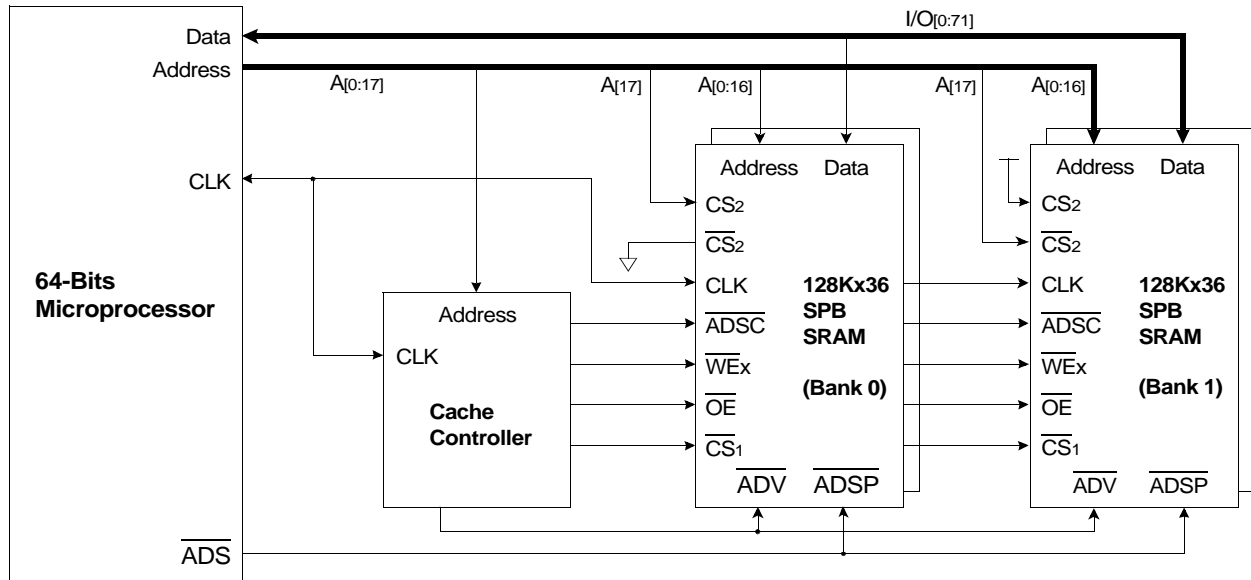 I/O[0:71]
Data
Address
A[0:17]
A[17]
A[0:16]
A[17]
A[0:16]
CLK
64-Bits
Microprocessor
ADS
Address
CLK
Cache
Controller
Address Data
CS2
CS2
CLK
ADSC
WEx
OE
CS1
128Kx36
SPB
SRAM
(Bank 0)
ADV ADSP
Address Data
CS2
CS2
CLK
ADSC
WEx
OE
CS1
128Kx36
SPB
SRAM
(Bank 1)
ADV ADSP